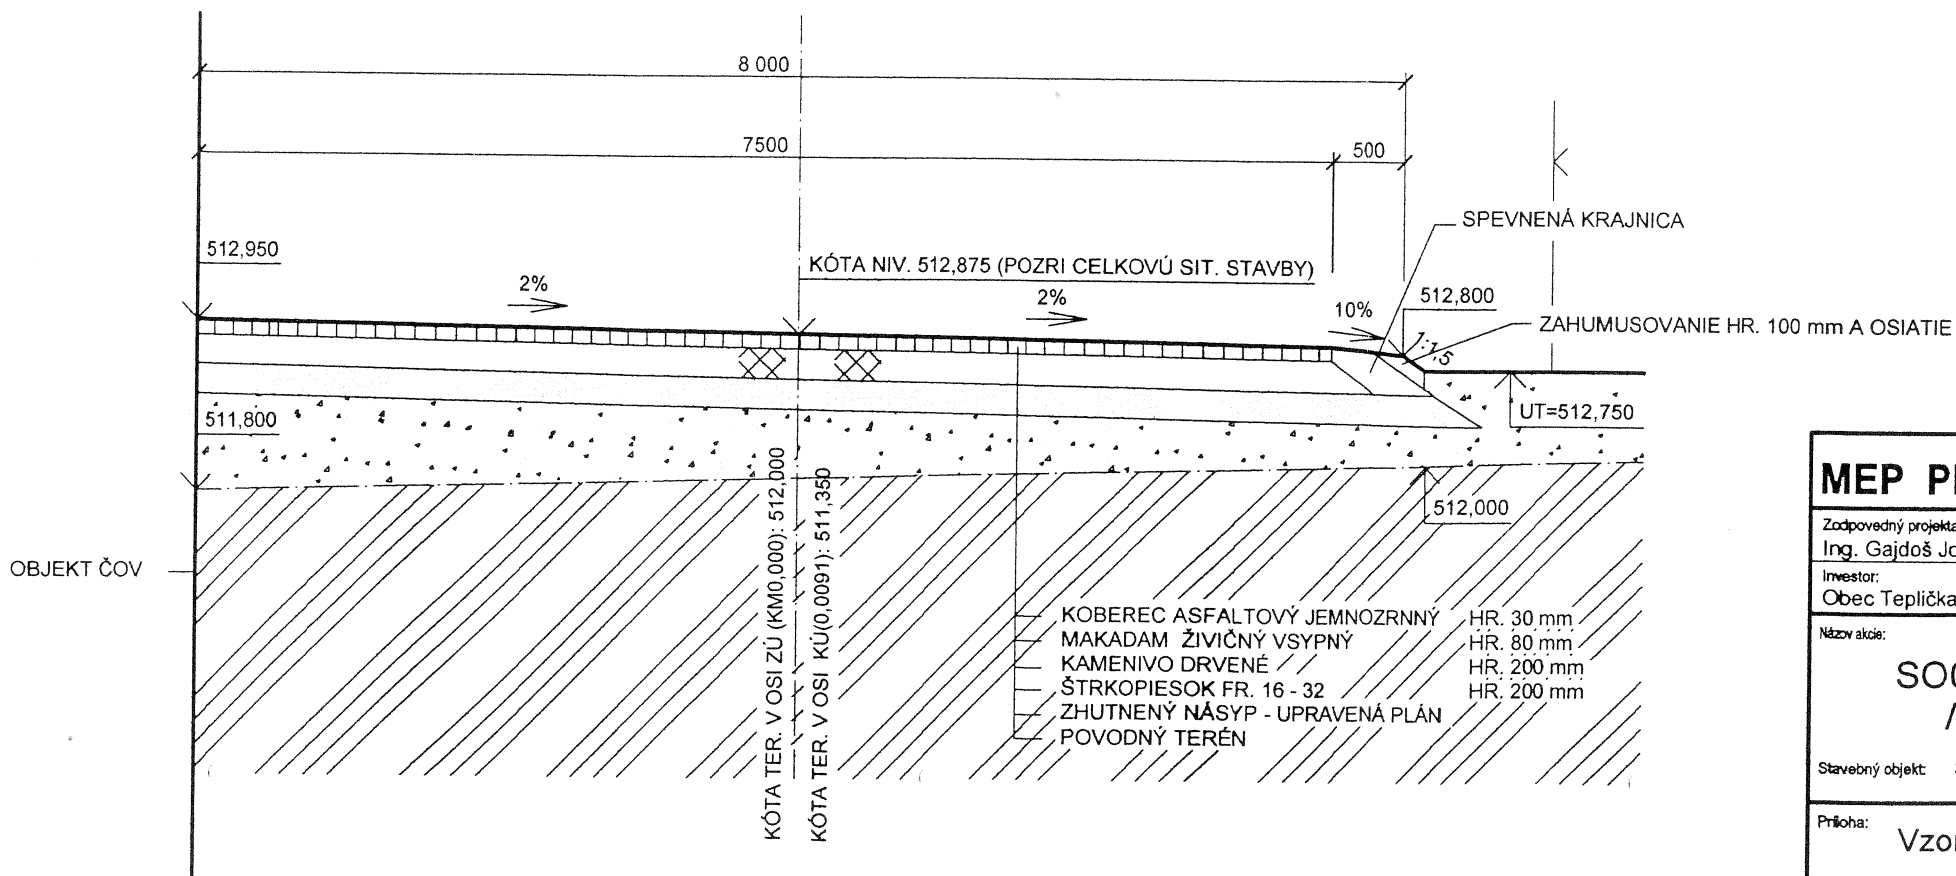 8 000
7500
500
SPEVNENÁ KRAJNICA
512,950
KÓTA NIV. 512,875 (POZRI CELKOVÚ SIT. STAVBY)
2%
2%
10%
512,800
1:1,5
ZAHUMUSOVANIE HR. 100 mm A OSIATIE
511,800
UT=512,750
512,000
OBJEKT ČOV
KÓTA TER. V OSI ZÚ (KM0,000): 512,000
KÓTA TER. V OSI KÚ(0,0091): 511,350
KOBEREC ASFALTOVÝ JEMNOZRNNÝ HR. 30 mm
MAKADAM ŽIVIČNÝ VSYPNÝ HR. 80 mm
KAMENIVO DRVENÉ HR. 200 mm
ŠTRKOPIESOK FR. 16 - 32 HR. 200 mm
ZHUTNENÝ NÁSYP - UPRAVENÁ PLÁN
POVODNÝ TERÉN
MEP
Zodpovedný
Ing. Gajdoš
Investor:
Obec Teplička
Názov akcie:
Stavebný objekt:
Príloha: